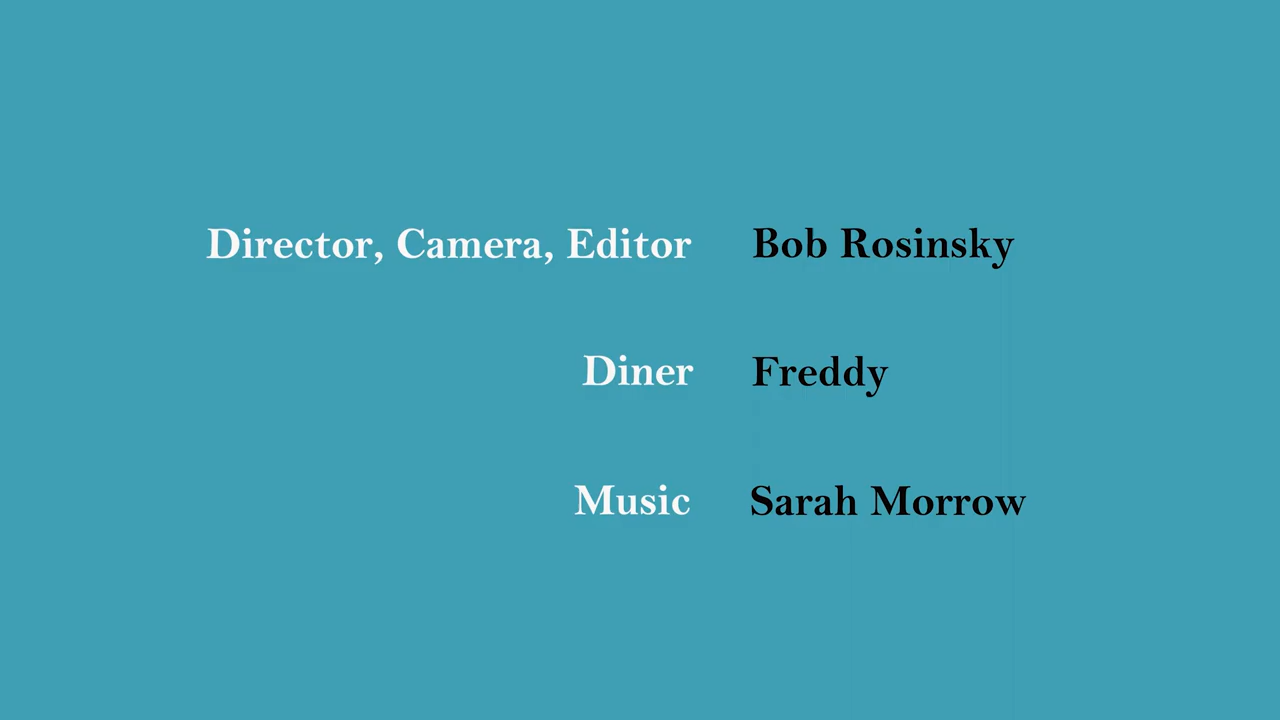 Director, Camera, Editor Bob Rosinsky
Diner Freddy
Music Sarah Morrow